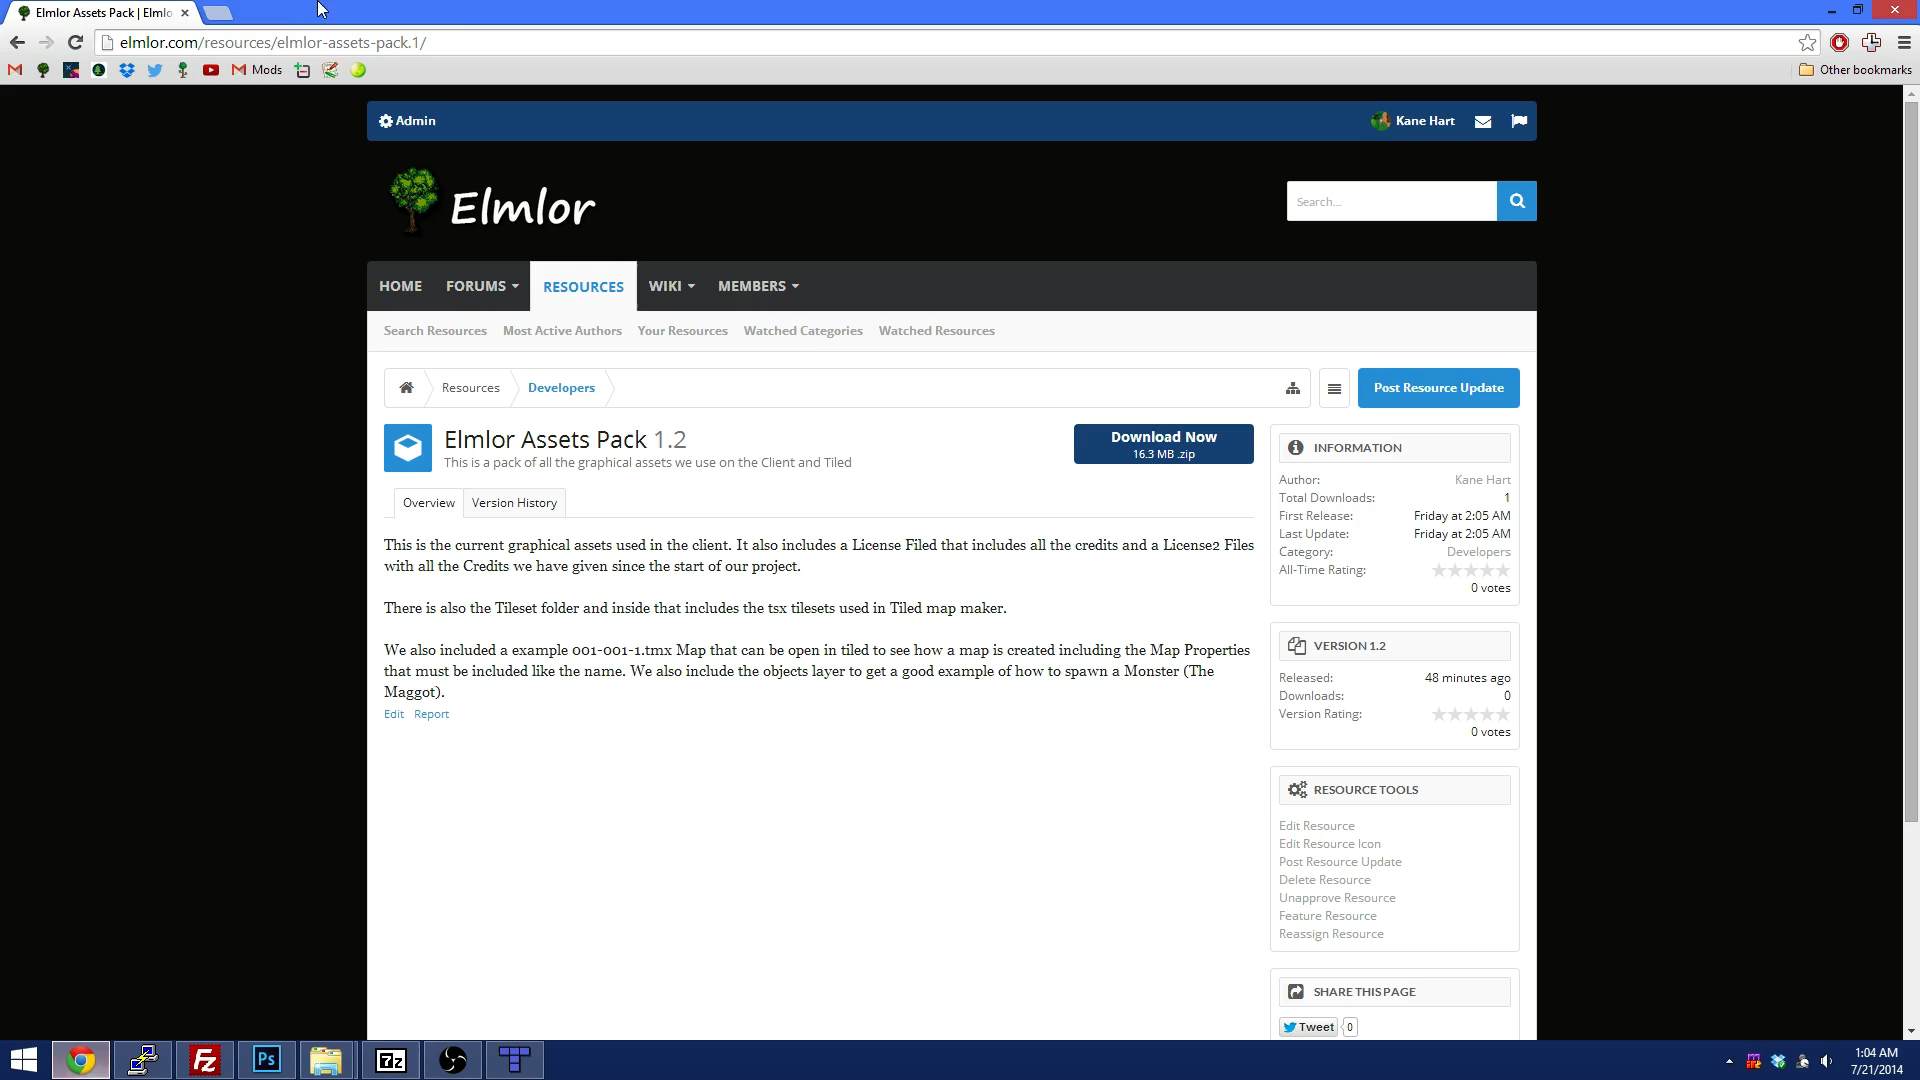 Elmlor Assets Pack | Elmlo
elmlor.com/resources/elmlor-assets-pack.1/
Mods
Other bookmarks
Admin
Kane Hart
Elmlor
Search...
HOME FORUMS RESOURCES WIKI MEMBERS
Search Resources Most Active Authors Your Resources Watched Categories Watched Resources
Resources Developers
Post Resource Update
Elmlor Assets Pack 1.2
This is a pack of all the graphical assets we use on the Client and Tiled
Download Now
16.3 MB .zip
Overview Version History
This is the current graphical assets used in the client. It also includes a License Filed that includes all the credits and a License2 Files
with all the Credits we have given since the start of our project.
There is also the Tileset folder and inside that includes the tsx tilesets used in Tiled map maker.
We also included a example 001-001-1.tmx Map that can be open in tiled to see how a map is created including the Map Properties
that must be included like the name. We also include the objects layer to get a good example of how to spawn a Monster (The
Maggot).
Edit Report
INFORMATION
Author: Kane Hart
Total Downloads: 1
First Release: Friday at 2:05 AM
Last Update: Friday at 2:05 AM
Category: Developers
All-Time Rating:
0 votes
VERSION 1.2
Released: 48 minutes ago
Downloads: 0
Version Rating:
0 votes
RESOURCE TOOLS
Edit Resource
Edit Resource Icon
Post Resource Update
Delete Resource
Unapprove Resource
Feature Resource
Reassign Resource
SHARE THIS PAGE
Tweet 0
Fz
Ps
7z
1:04 AM
7/21/2014